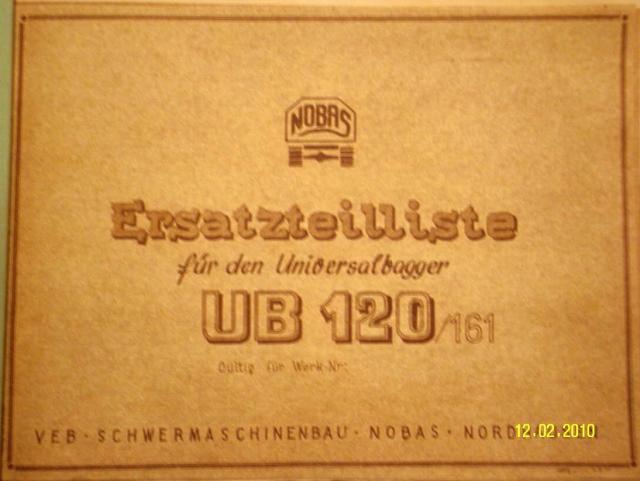 NOBAS
Ersatzteilliste
für den Universalbagger
UB 120/161
Gültig für Werk-Nr:
VEB · SCHWERMASCHINENBAU · NOBAS · NORD
12.02.2010